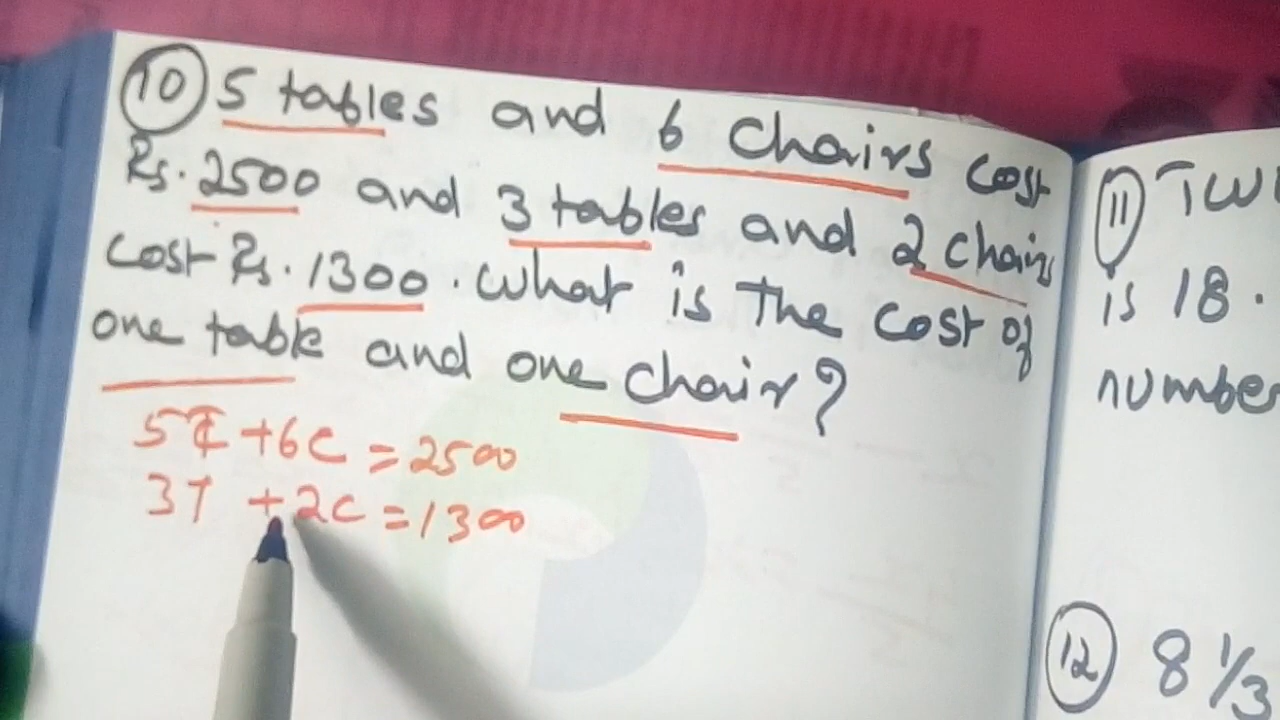 10 5 tables and 6 chairs cost
Rs. 2500 and 3 tables and 2 chairs
cost Rs. 1300. What is the cost of
one table and one chair?
5T + 6C = 2500
3T + 2C = 1300
11
is 18.
number
12 8 1/3